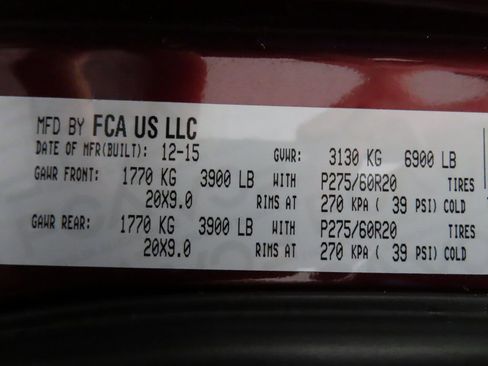 MFD BY FCA US LLC
DATE OF MFR(BUILT): 12-15 GVWR: 3130 KG 6900 LB
GAWR FRONT: 1770 KG 3900 LB WITH P275/60R20 TIRES
20X9.0 RIMS AT 270 KPA ( 39 PSI) COLD
GAWR REAR: 1770 KG 3900 LB WITH P275/60R20 TIRES
20X9.0 RIMS AT 270 KPA ( 39 PSI) COLD